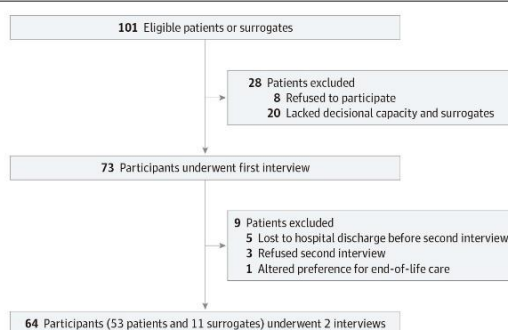 101 Eligible patients or surrogates
28 Patients excluded
8 Refused to participate
20 Lacked decisional capacity and surrogates
73 Participants underwent first interview
9 Patients excluded
5 Lost to hospital discharge before second interview
3 Refused second interview
1 Altered preference for end-of-life care
64 Participants (53 patients and 11 surrogates) underwent 2 interviews